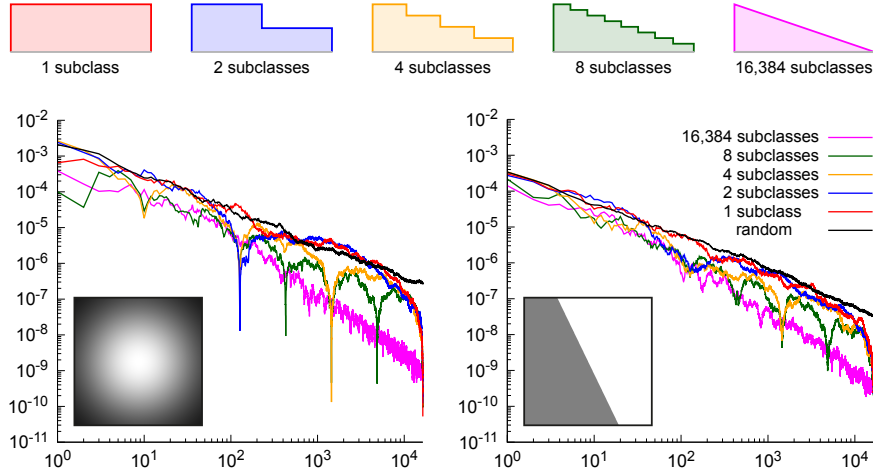 1 subclass 2 subclasses 4 subclasses 8 subclasses 16,384 subclasses
10^-2 10^-2
10^-3 10^-3 16,384 subclasses
8 subclasses
10^-4 10^-4 4 subclasses
2 subclasses
10^-5 10^-5 1 subclass
random
10^-6 10^-6
10^-7 10^-7
10^-8 10^-8
10^-9 10^-9
10^-10 10^-10
10^-11 10^-11
10^0 10^1 10^2 10^3 10^4 10^0 10^1 10^2 10^3 10^4